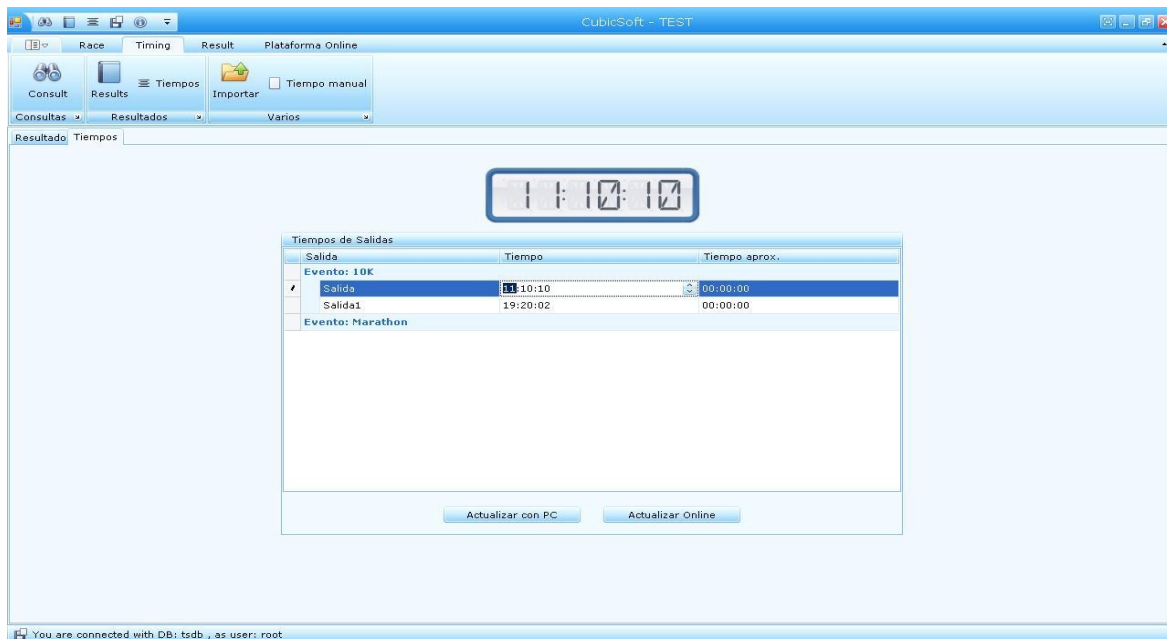 CubicSoft - TEST
Race Timing Result Plataforma Online
Consult Results Tiempos Importar Tiempo manual
Consultas Resultados Varios
Resultado Tiempos
11:10:10
Tiempos de Salidas
Salida Tiempo Tiempo aprox.
Evento: 10K
Salida 11:10:10 00:00:00
Salida1 19:20:02 00:00:00
Evento: Marathon
Actualizar con PC Actualizar Online
You are connected with DB: tsdb , as user: root